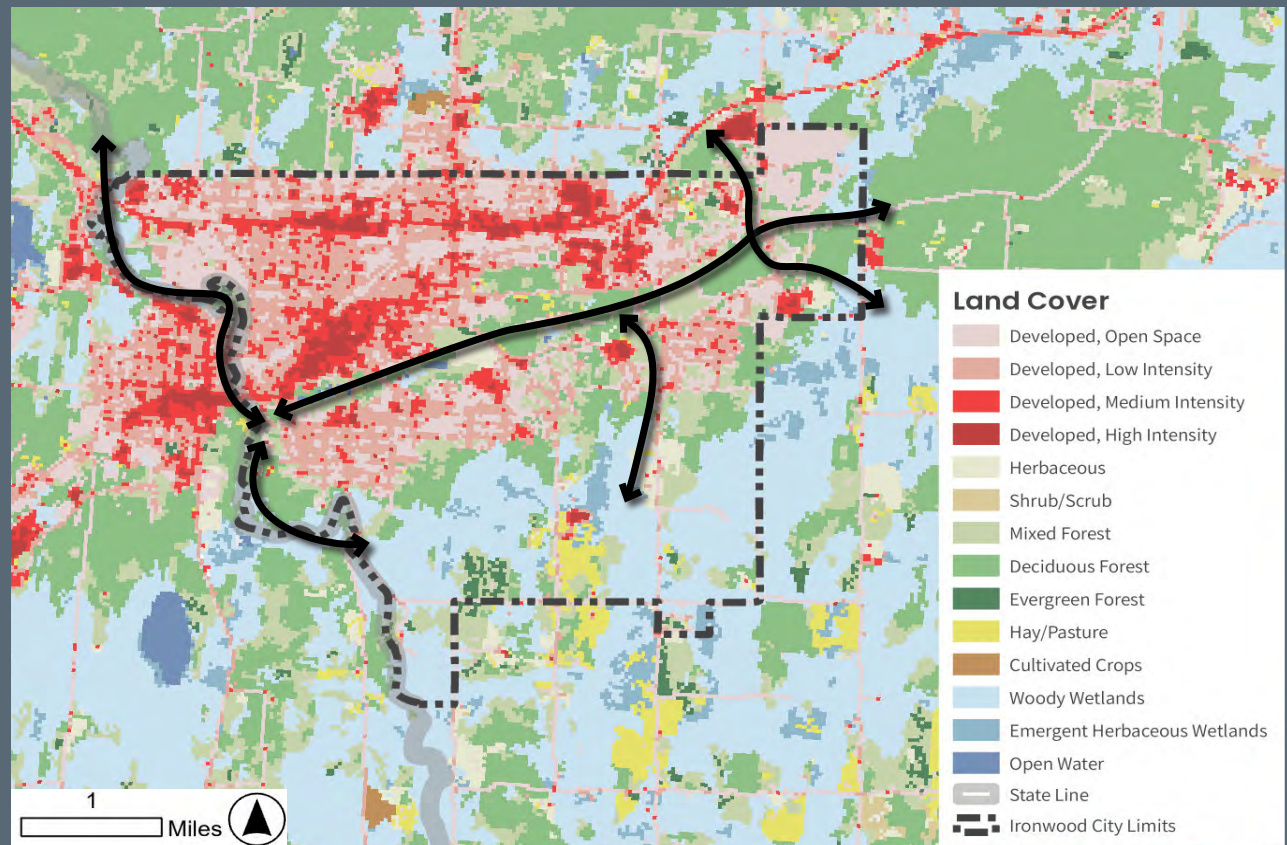 Land Cover
Developed, Open Space
Developed, Low Intensity
Developed, Medium Intensity
Developed, High Intensity
Herbaceous
Shrub/Scrub
Mixed Forest
Deciduous Forest
Evergreen Forest
Hay/Pasture
Cultivated Crops
Woody Wetlands
Emergent Herbaceous Wetlands
Open Water
State Line
Ironwood City Limits
1
Miles